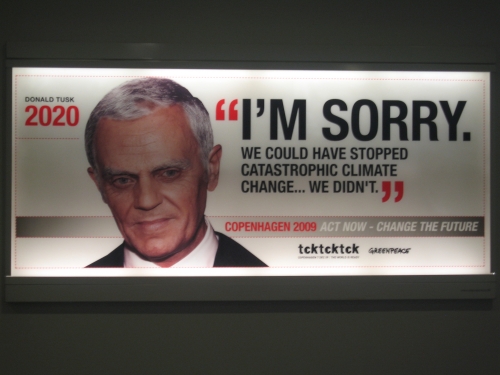 DONALD TUSK
2020
“I'M SORRY.
WE COULD HAVE STOPPED
CATASTROPHIC CLIMATE
CHANGE... WE DIDN'T.”
COPENHAGEN 2009 ACT NOW - CHANGE THE FUTURE
tcktcktck GREENPEACE